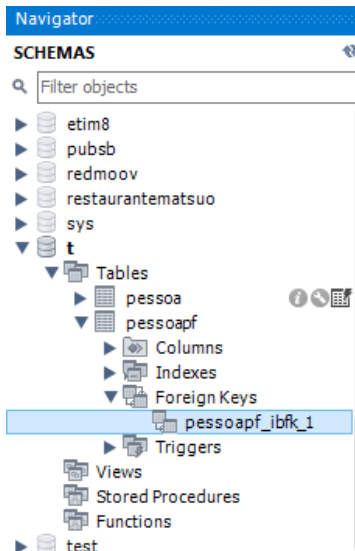 Navigator
SCHEMAS
Filter objects
etim8
pubsb
redmoov
restaurantematsuo
sys
t
Tables
pessoa
pessoapf
Columns
Indexes
Foreign Keys
pessoapf_ibfk_1
Triggers
Views
Stored Procedures
Functions
test